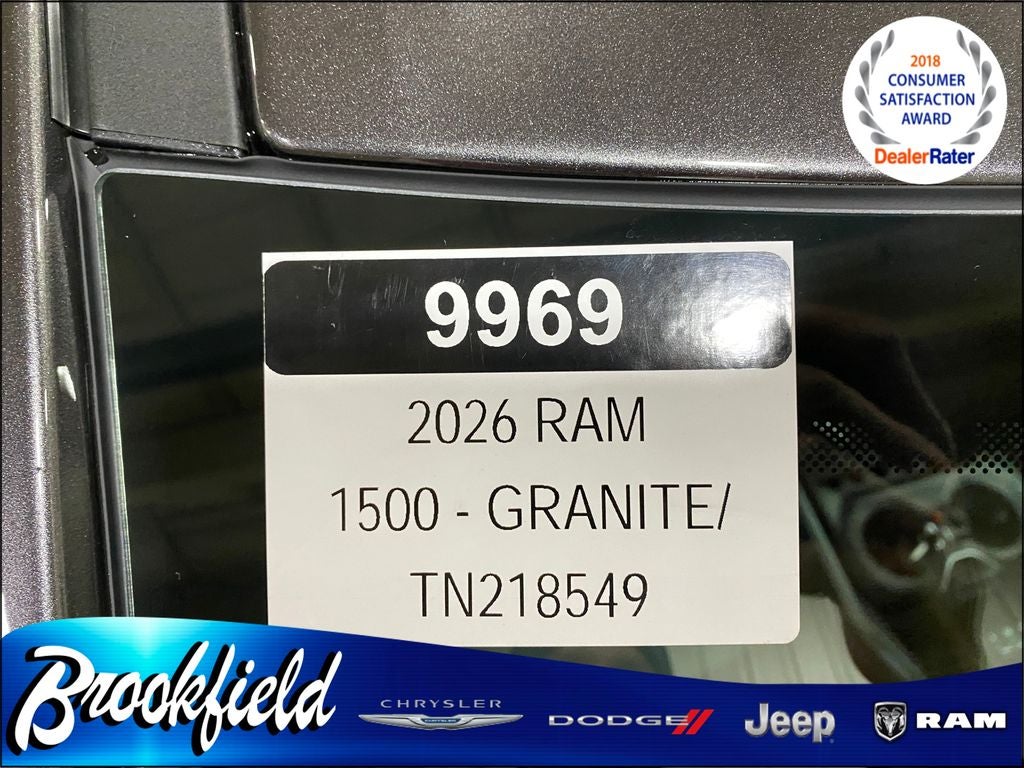 2018
CONSUMER
SATISFACTION
AWARD
DealerRater
9969
2026 RAM
1500 - GRANITE/
TN218549
Brookfield
CHRYSLER
DODGE
Jeep
RAM